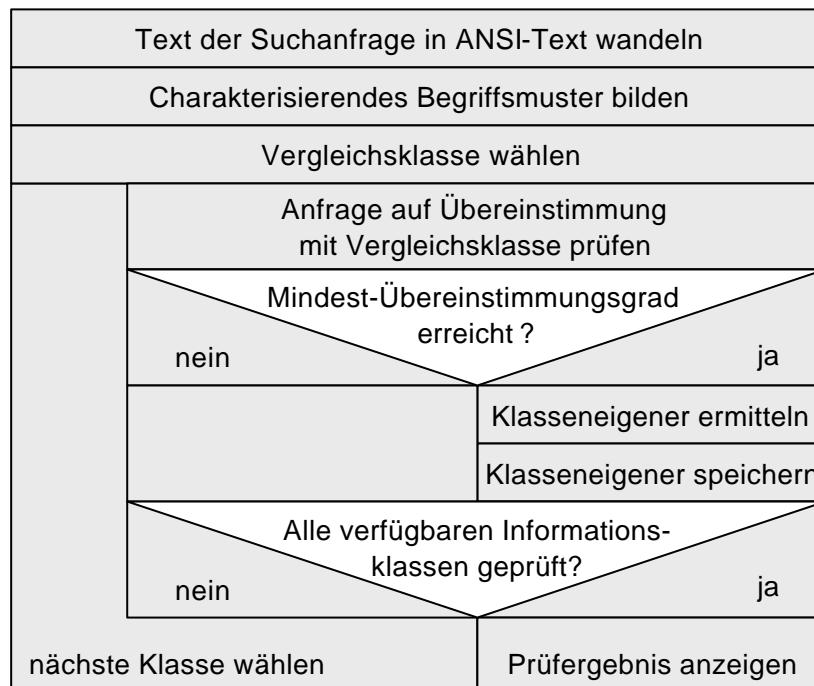 Text der Suchanfrage in ANSI-Text wandeln
Charakterisierendes Begriffsmuster bilden
Vergleichsklasse wählen
Anfrage auf Übereinstimmung
mit Vergleichsklasse prüfen
Mindest-Übereinstimmungsgrad
erreicht ?
nein
ja
Klasseneigener ermitteln
Klasseneigener speichern
Alle verfügbaren Informations-
klassen geprüft?
nein
ja
nächste Klasse wählen
Prüfergebnis anzeigen